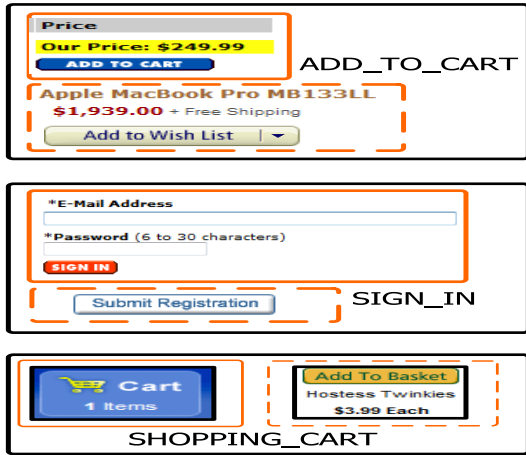 Price
Our Price: $249.99
ADD TO CART
ADD_TO_CART
Apple MacBook Pro MB133LL
$1,939.00 + Free Shipping
Add to Wish List
*E-Mail Address
*Password (6 to 30 characters)
SIGN IN
Submit Registration
SIGN_IN
Cart
1 Items
Add To Basket
Hostess Twinkies
$3.99 Each
SHOPPING_CART